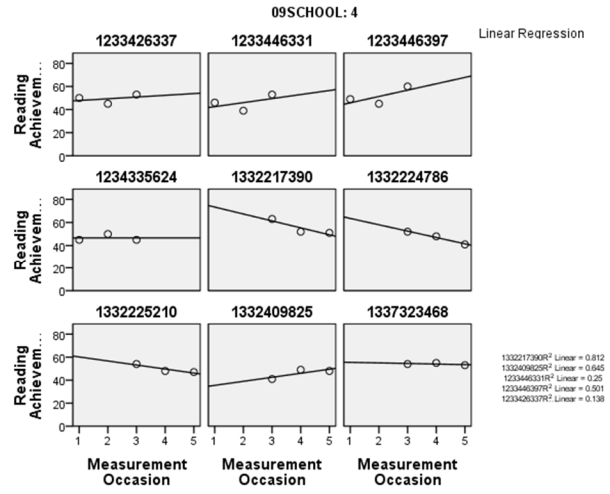 09SCHOOL: 4
Linear Regression
1233426337 1233446331 1233446397
Reading
Achievem...
80
60
40
20
0
1234335624 1332217390 1332224786
Reading
Achievem...
80
60
40
20
0
1332225210 1332409825 1337323468
Reading
Achievem...
80
60
40
20
0
1 2 3 4 5 1 2 3 4 5 1 2 3 4 5
Measurement Occasion
Measurement Occasion
Measurement Occasion
1332217390R² Linear = 0.812
1332409825R² Linear = 0.645
1233446331R² Linear = 0.25
1233446397R² Linear = 0.501
1233426337R² Linear = 0.138